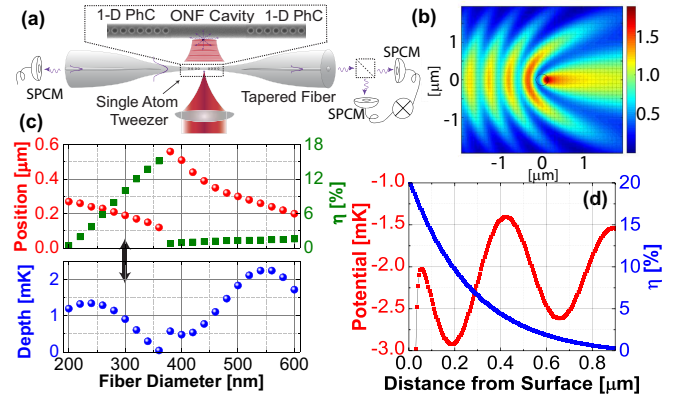 (a)
1-D PhC ONF Cavity 1-D PhC
SPCM
Single Atom
Tweezer
Tapered Fiber
SPCM
SPCM
(b)
1
0
-1
[µm]
-1 0 1
[µm]
1.5
1.0
0.5
(c)
0.6
0.4
0.2
0.0
Position [µm]
18
12
6
0
η [%]
2
1
0
Depth [mK]
200 300 400 500 600
Fiber Diameter [nm]
(d)
-1.0
-1.5
-2.0
-2.5
-3.0
Potential [mK]
20
15
10
5
0
η [%]
0.0 0.2 0.4 0.6 0.8
Distance from Surface [µm]